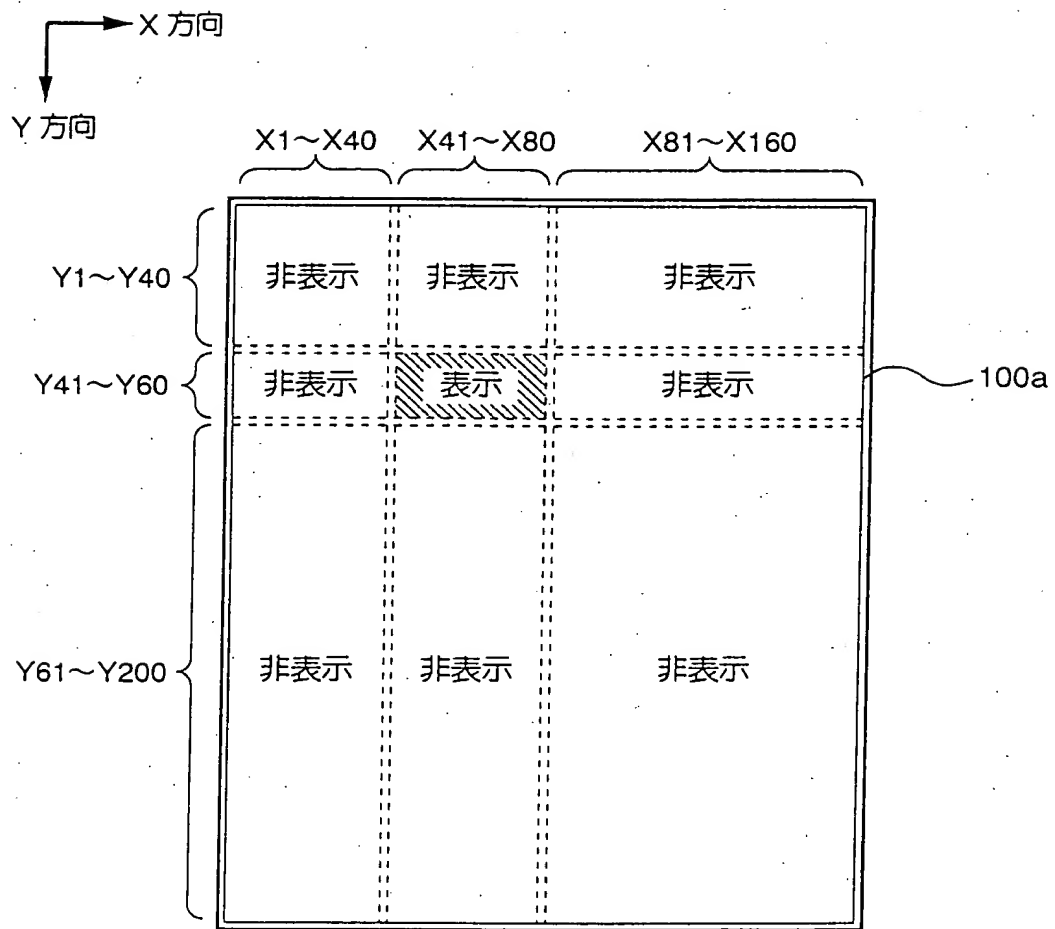 X 方向
Y 方向
X1〜X40 X41〜X80 X81〜X160
Y1〜Y40 非表示 非表示 非表示
Y41〜Y60 非表示 表示 非表示 100a
Y61〜Y200 非表示 非表示 非表示